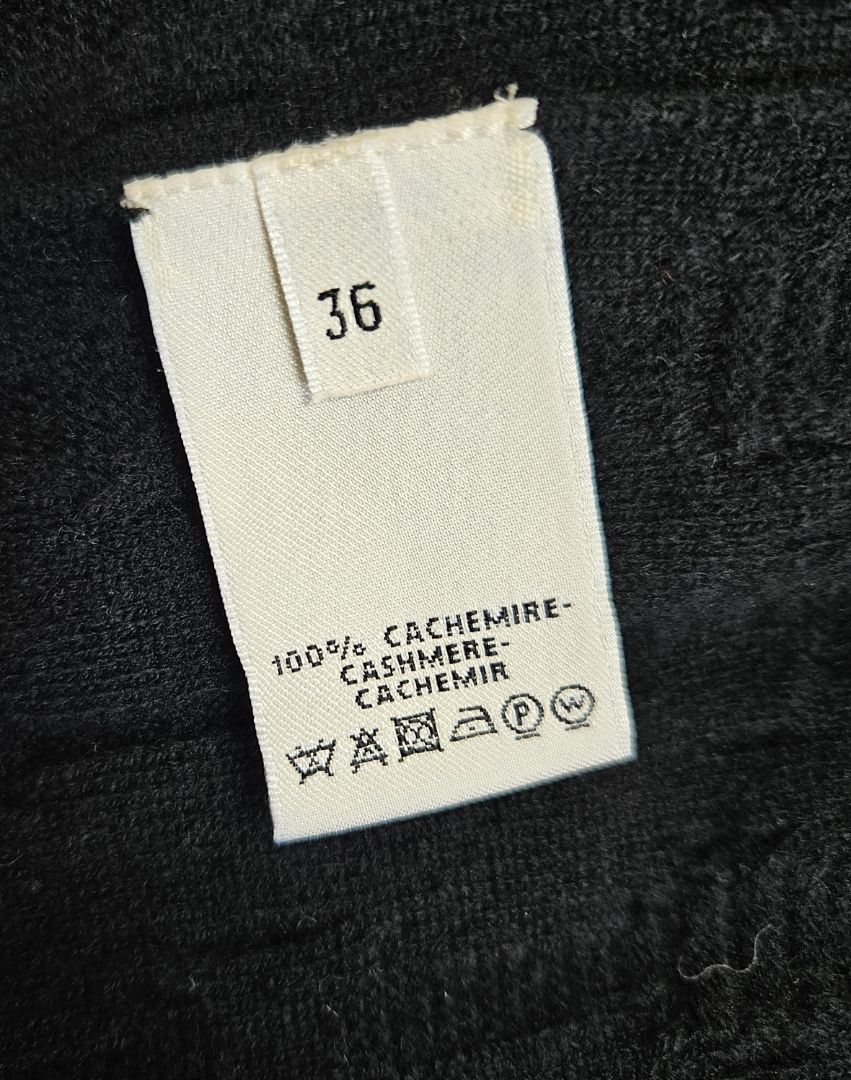 36
100% CACHEMIRE-
CASHMERE-
CACHEMIR
P W